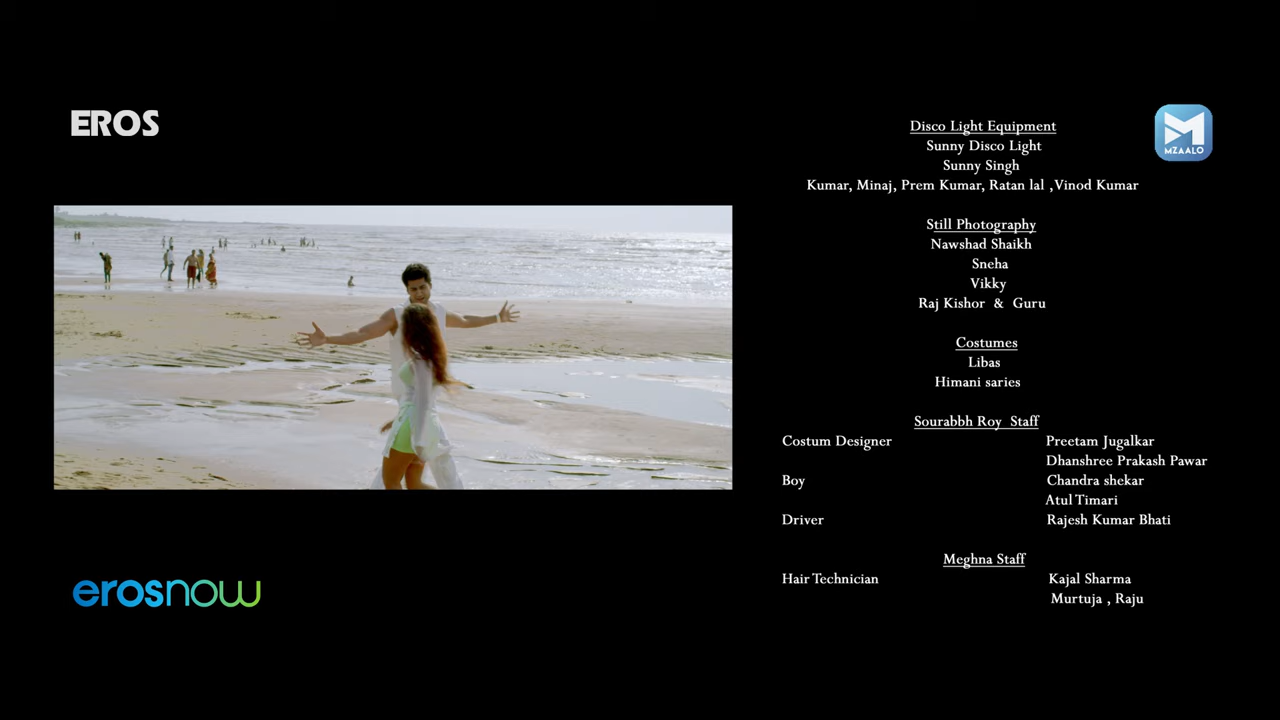 EROS
MZAALO
Disco Light Equipment
Sunny Disco Light
Sunny Singh
Kumar, Minaj, Prem Kumar, Ratan lal ,Vinod Kumar
Still Photography
Nawshad Shaikh
Sneha
Vikky
Raj Kishor & Guru
Costumes
Libas
Himani saries
Sourabbh Roy Staff
Costum Designer Preetam Jugalkar
Dhanshree Prakash Pawar
Boy Chandra shekar
Atul Timari
Driver Rajesh Kumar Bhati
Meghna Staff
Hair Technician Kajal Sharma
Murtuja , Raju
erosnow